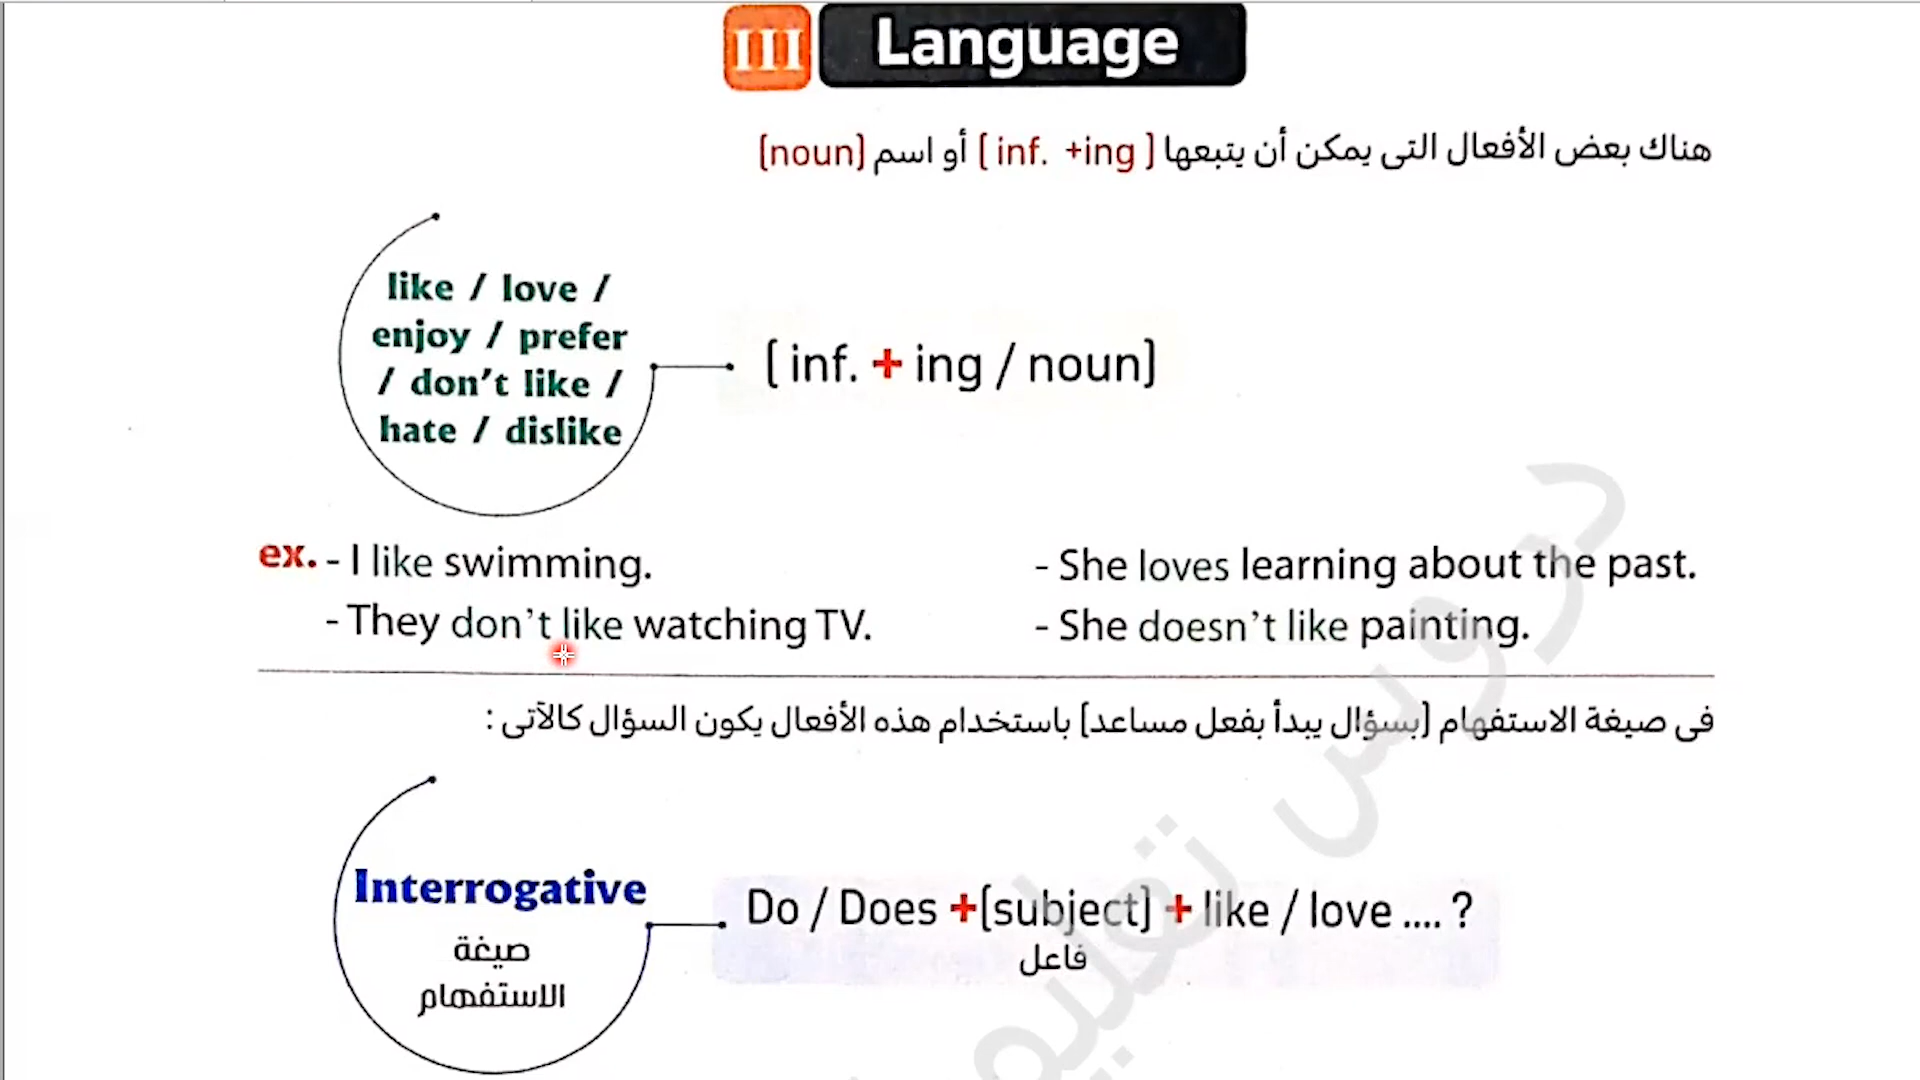 III Language
هناك بعض الأفعال التى يمكن أن يتبعها [inf. +ing] أو اسم [noun]
like / love /
enjoy / prefer
/ don't like /
hate / dislike
[inf. + ing / noun]
ex. - I like swimming.
- She loves learning about the past.
- They don't like watching TV.
- She doesn't like painting.
فى صيغة الاستفهام [بسؤال يبدأ بفعل مساعد] باستخدام هذه الأفعال يكون السؤال كالآتى :
Interrogative
صيغة
الاستفهام
Do / Does +[subject] + like / love .... ?
فاعل
دروس